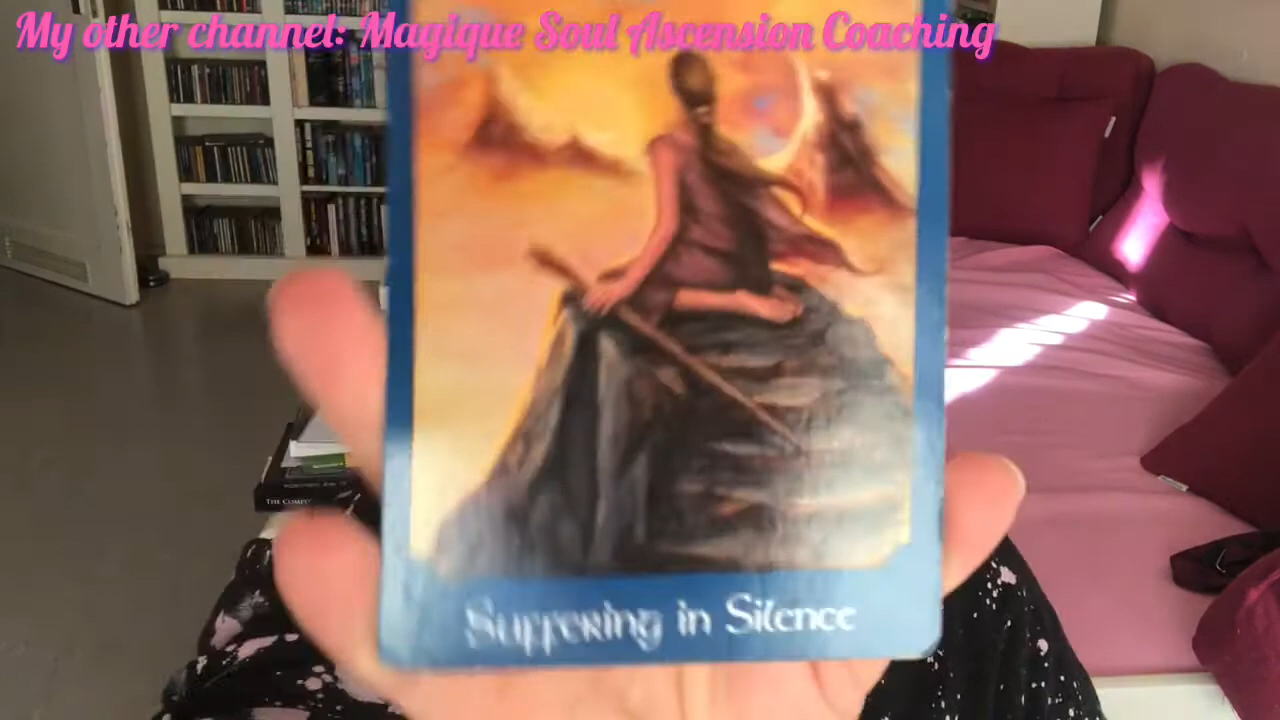 My other channel: Magique Soul Ascension Coaching
Suffering in Silence